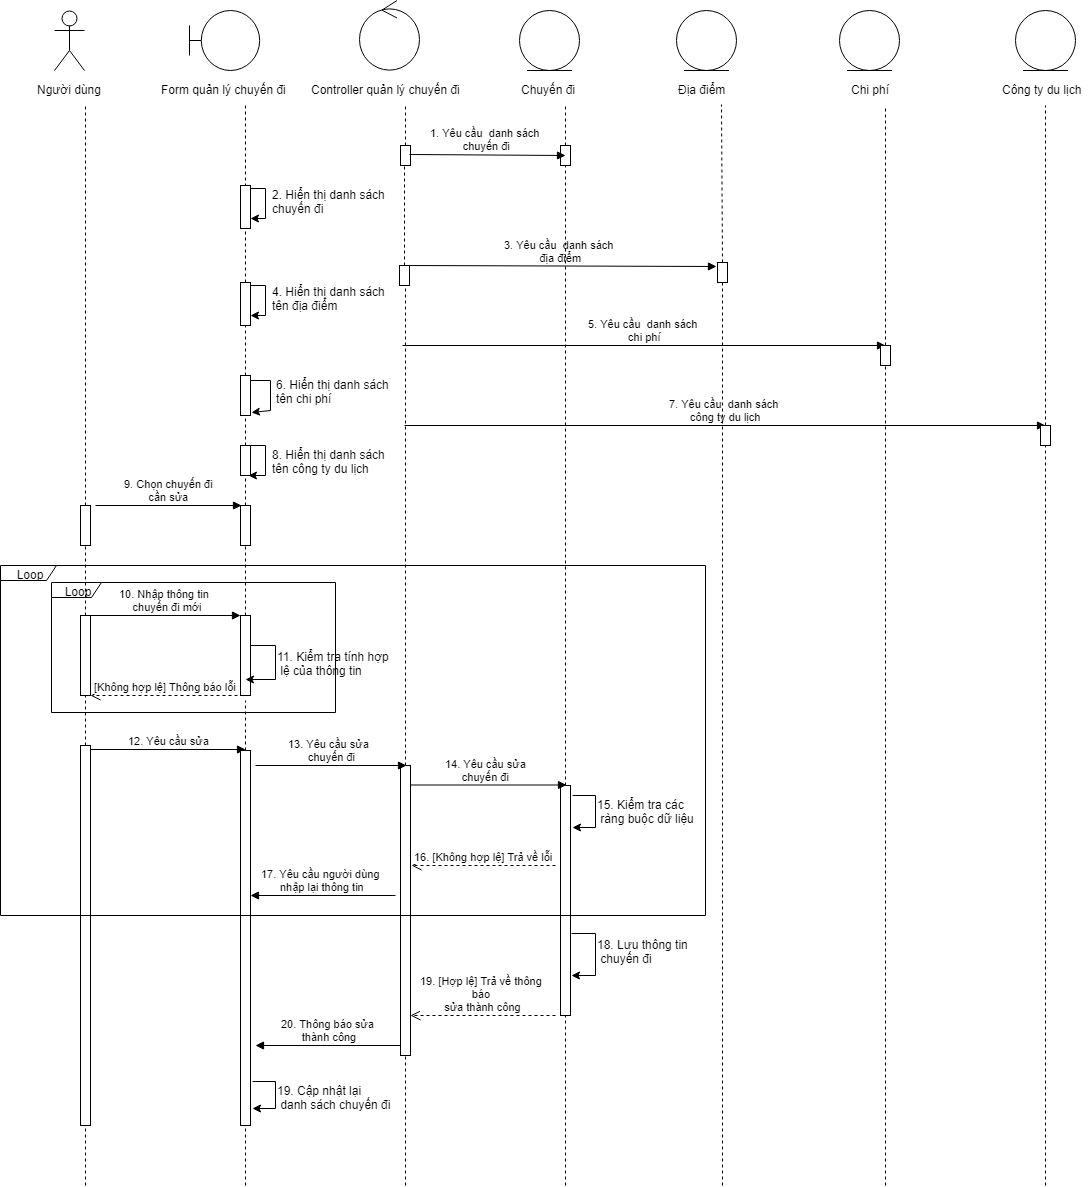 Người dùng
Form quản lý chuyến đi
Controller quản lý chuyến đi
Chuyến đi
Địa điểm
Chi phí
Công ty du lịch
1. Yêu cầu danh sách
chuyến đi
2. Hiển thị danh sách
chuyến đi
3. Yêu cầu danh sách
địa điểm
4. Hiển thị danh sách
tên địa điểm
5. Yêu cầu danh sách
chi phí
6. Hiển thị danh sách
tên chi phí
7. Yêu cầu danh sách
công ty du lịch
8. Hiển thị danh sách
tên công ty du lịch
9. Chọn chuyến đi
cần sửa
Loop
Loop
10. Nhập thông tin
chuyến đi mới
11. Kiểm tra tính hợp
lệ của thông tin
[Không hợp lệ] Thông báo lỗi
12. Yêu cầu sửa
13. Yêu cầu sửa
chuyến đi
14. Yêu cầu sửa
chuyến đi
15. Kiểm tra các
ràng buộc dữ liệu
16. [Không hợp lệ] Trả về lỗi
17. Yêu cầu người dùng
nhập lại thông tin
18. Lưu thông tin
chuyến đi
19. [Hợp lệ] Trả về thông
báo
sửa thành công
20. Thông báo sửa
thành công
19. Cập nhật lại
danh sách chuyến đi